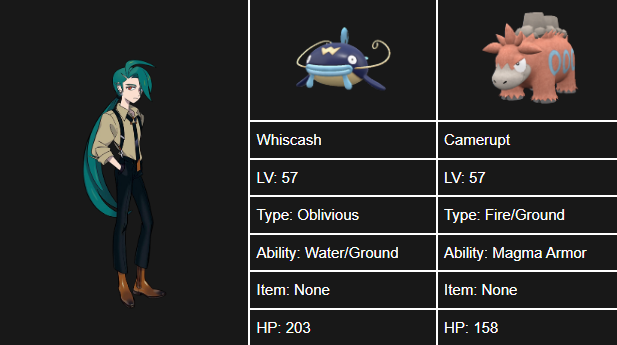 Whiscash Camerupt
LV: 57 LV: 57
Type: Oblivious Type: Fire/Ground
Ability: Water/Ground Ability: Magma Armor
Item: None Item: None
HP: 203 HP: 158